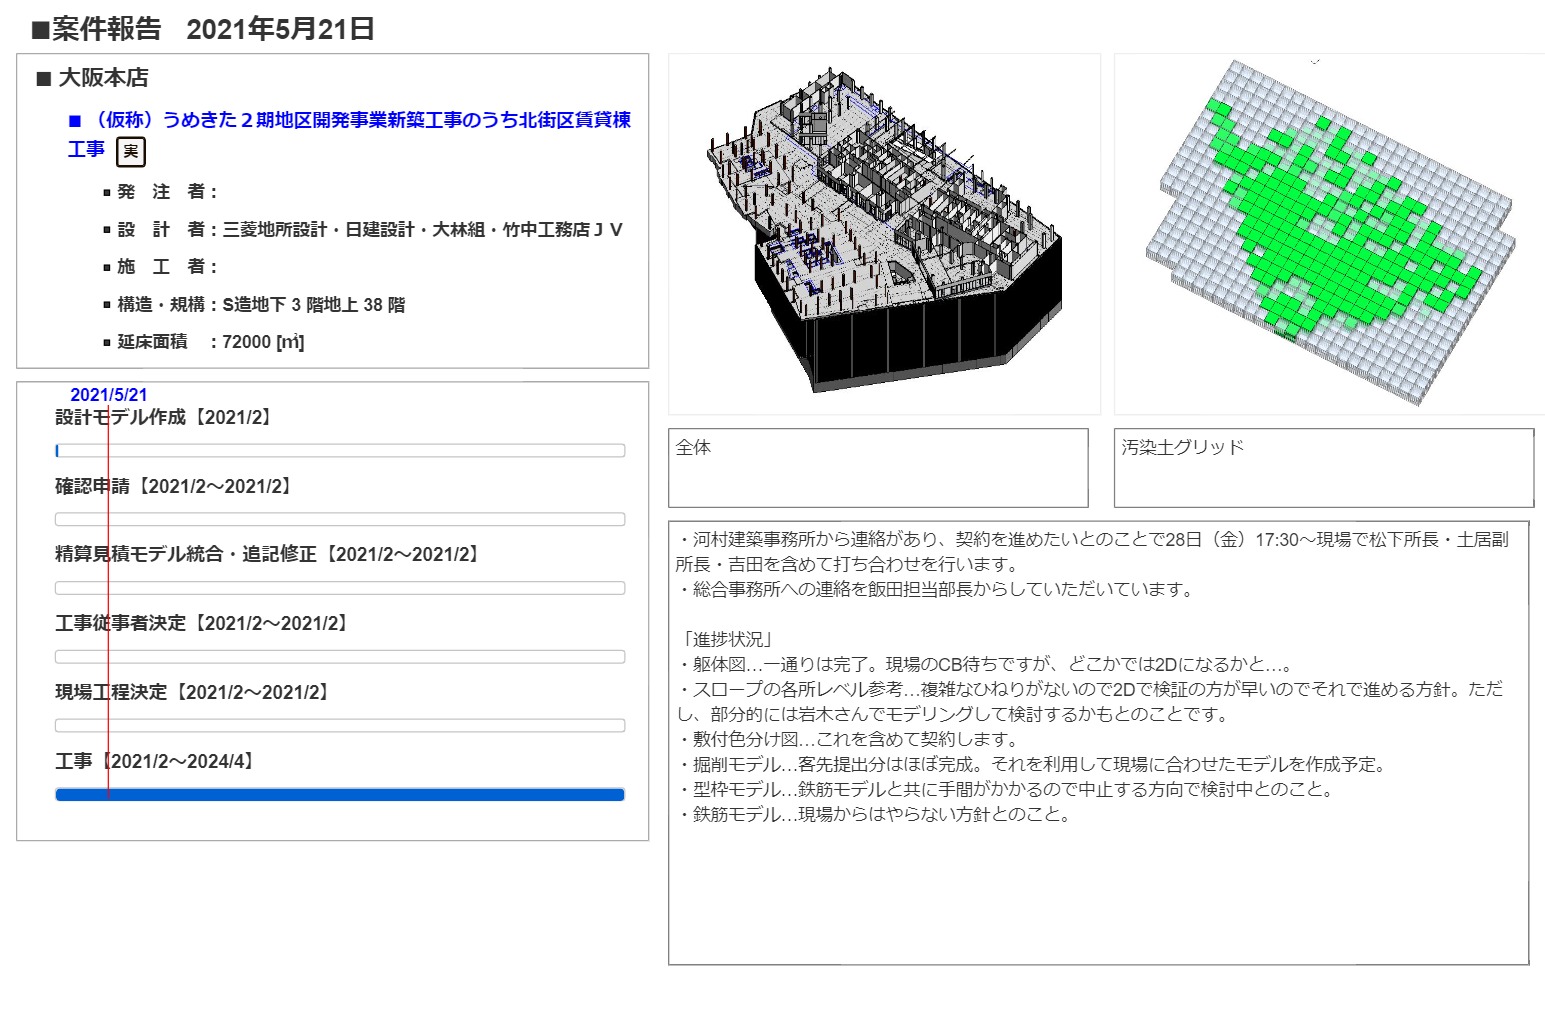 ■案件報告　2021年5月21日
■ 大阪本店
■ （仮称）うめきた２期地区開発事業新築工事のうち北街区賃貸棟
工事 実
▪ 発　注　者：
▪ 設　計　者：三菱地所設計・日建設計・大林組・竹中工務店ＪＶ
▪ 施　工　者：
▪ 構造・規構：S造地下 3 階地上 38 階
▪ 延床面積　：72000 [㎡]
2021/5/21
設計モデル作成【2021/2】
確認申請【2021/2～2021/2】
精算見積モデル統合・追記修正【2021/2～2021/2】
工事従事者決定【2021/2～2021/2】
現場工程決定【2021/2～2021/2】
工事【2021/2～2024/4】
全体
汚染土グリッド
・河村建築事務所から連絡があり、契約を進めたいとのことで28日（金）17:30～現場で松下所長・土居副
所長・吉田を含めて打ち合わせを行います。
・総合事務所への連絡を飯田担当部長からしていただいています。
「進捗状況」
・躯体図…一通りは完了。現場のCB待ちですが、どこかでは2Dになるかと…。
・スロープの各所レベル参考…複雑なひねりがないので2Dで検証の方が早いのでそれで進める方針。ただ
し、部分的には岩木さんでモデリングして検討するかもとのことです。
・敷付色分け図…これを含めて契約します。
・掘削モデル…客先提出分はほぼ完成。それを利用して現場に合わせたモデルを作成予定。
・型枠モデル…鉄筋モデルと共に手間がかかるので中止する方向で検討中とのこと。
・鉄筋モデル…現場からはやらない方針とのこと。